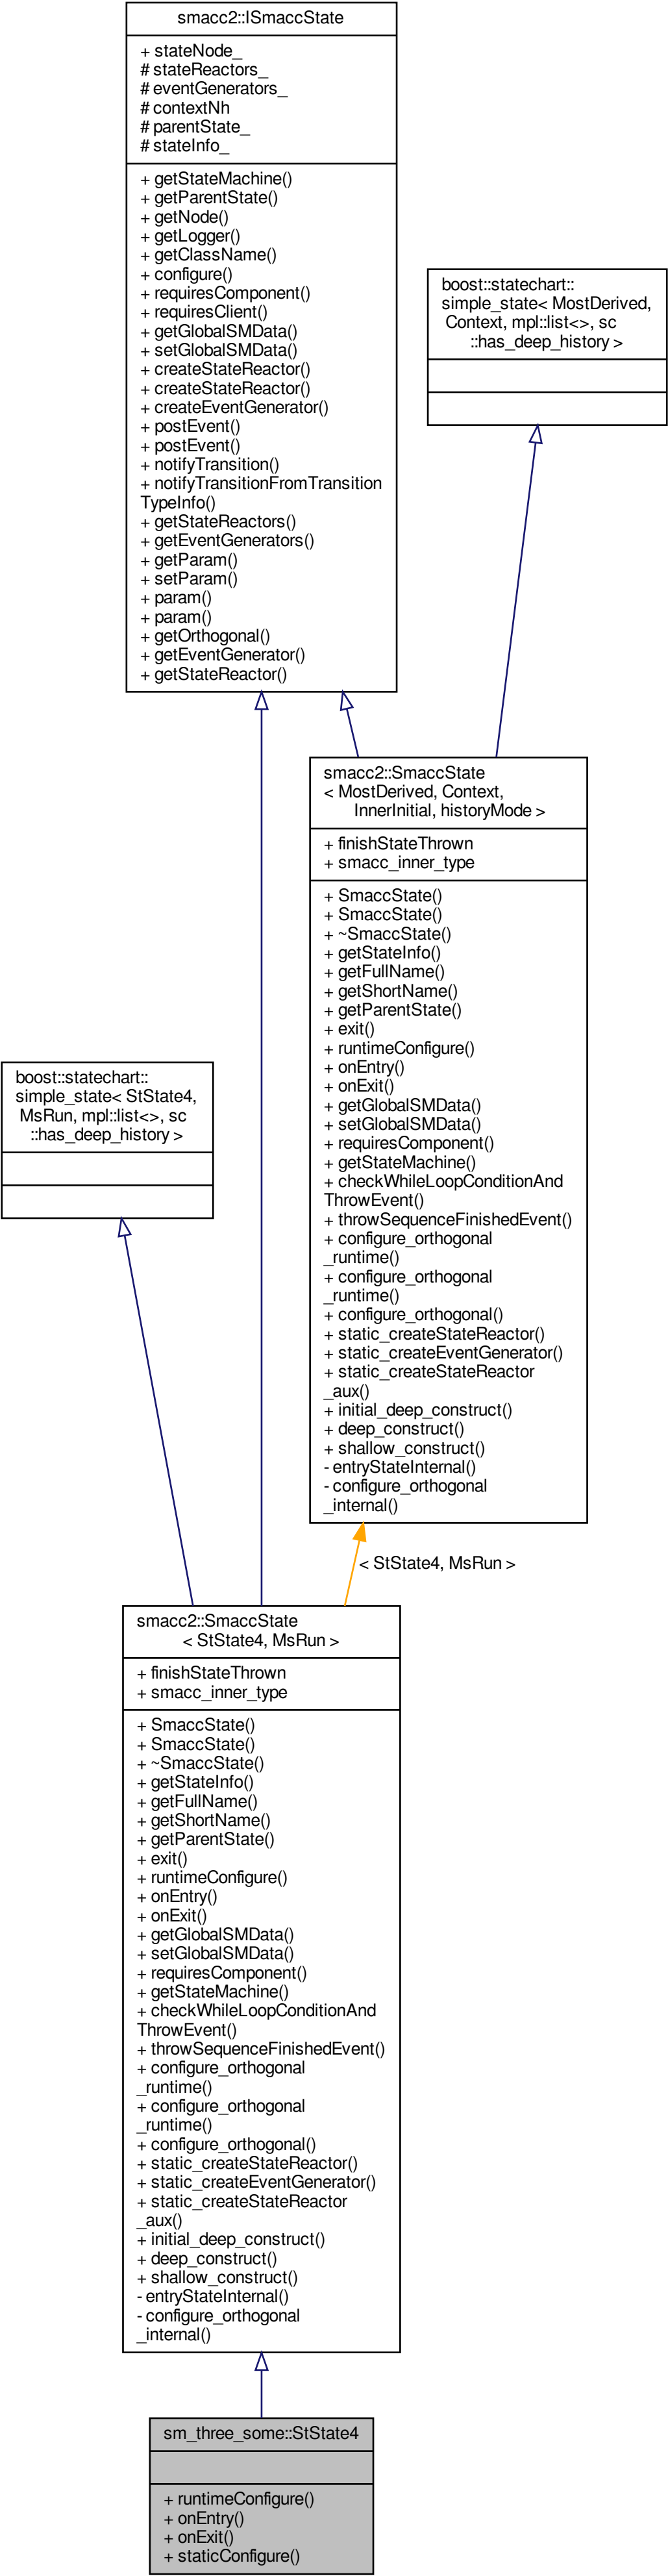 smacc2::ISmaccState
+ stateNode_
# stateReactors_
# eventGenerators_
# contextNh
# parentState_
# stateInfo_
+ getStateMachine()
+ getParentState()
+ getNode()
+ getLogger()
+ getClassName()
+ configure()
+ requiresComponent()
+ requiresClient()
+ getGlobalSMData()
+ setGlobalSMData()
+ createStateReactor()
+ createStateReactor()
+ createEventGenerator()
+ postEvent()
+ postEvent()
+ notifyTransition()
+ notifyTransitionFromTransition
TypeInfo()
+ getStateReactors()
+ getEventGenerators()
+ getParam()
+ setParam()
+ param()
+ param()
+ getOrthogonal()
+ getEventGenerator()
+ getStateReactor()
boost::statechart::
simple_state< MostDerived,
Context, mpl::list<>, sc
::has_deep_history >
smacc2::SmaccState
< MostDerived, Context,
InnerInitial, historyMode >
+ finishStateThrown
+ smacc_inner_type
+ SmaccState()
+ SmaccState()
+ ~SmaccState()
+ getStateInfo()
+ getFullName()
+ getShortName()
+ getParentState()
+ exit()
+ runtimeConfigure()
+ onEntry()
+ onExit()
+ getGlobalSMData()
+ setGlobalSMData()
+ requiresComponent()
+ getStateMachine()
+ checkWhileLoopConditionAnd
ThrowEvent()
+ throwSequenceFinishedEvent()
+ configure_orthogonal
_runtime()
+ configure_orthogonal
_runtime()
+ configure_orthogonal()
+ static_createStateReactor()
+ static_createEventGenerator()
+ static_createStateReactor
_aux()
+ initial_deep_construct()
+ deep_construct()
+ shallow_construct()
- entryStateInternal()
- configure_orthogonal
_internal()
boost::statechart::
simple_state< StState4,
MsRun, mpl::list<>, sc
::has_deep_history >
< StState4, MsRun >
smacc2::SmaccState
< StState4, MsRun >
+ finishStateThrown
+ smacc_inner_type
+ SmaccState()
+ SmaccState()
+ ~SmaccState()
+ getStateInfo()
+ getFullName()
+ getShortName()
+ getParentState()
+ exit()
+ runtimeConfigure()
+ onEntry()
+ onExit()
+ getGlobalSMData()
+ setGlobalSMData()
+ requiresComponent()
+ getStateMachine()
+ checkWhileLoopConditionAnd
ThrowEvent()
+ throwSequenceFinishedEvent()
+ configure_orthogonal
_runtime()
+ configure_orthogonal
_runtime()
+ configure_orthogonal()
+ static_createStateReactor()
+ static_createEventGenerator()
+ static_createStateReactor
_aux()
+ initial_deep_construct()
+ deep_construct()
+ shallow_construct()
- entryStateInternal()
- configure_orthogonal
_internal()
sm_three_some::StState4
+ runtimeConfigure()
+ onEntry()
+ onExit()
+ staticConfigure()